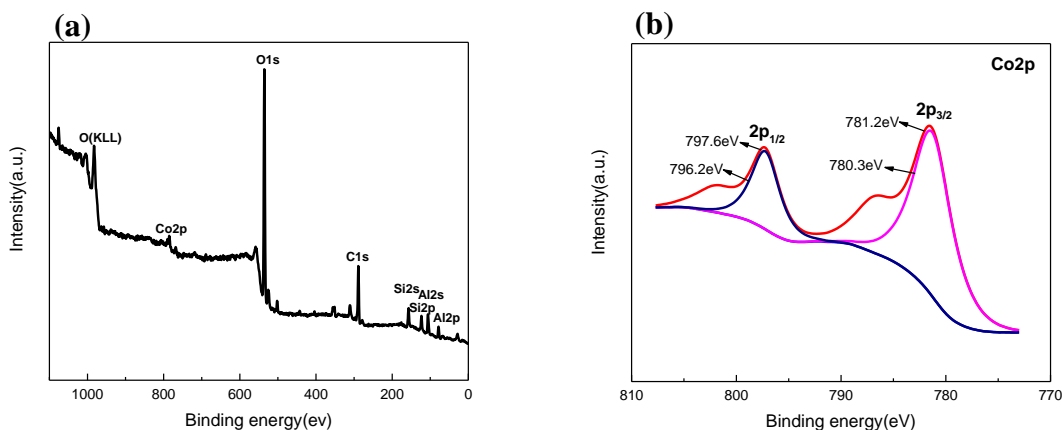 (a)
O1s
O(KLL)
Co2p
C1s
Si2s
Al2s
Si2p
Al2p
Intensity(a.u.)
1000
800
600
400
200
0
Binding energy(ev)
(b)
Co2p
2p3/2
781.2eV
2p1/2
797.6eV
780.3eV
796.2eV
Intensity(a.u.)
810
800
790
780
770
Binding energy(eV)